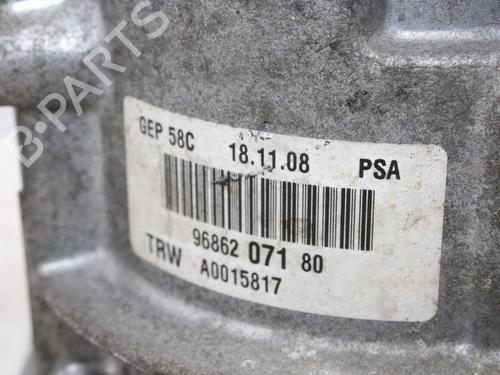 B-Parts
GEP 58C 18.11.08 PSA
96862 071 80
TRW A0015817